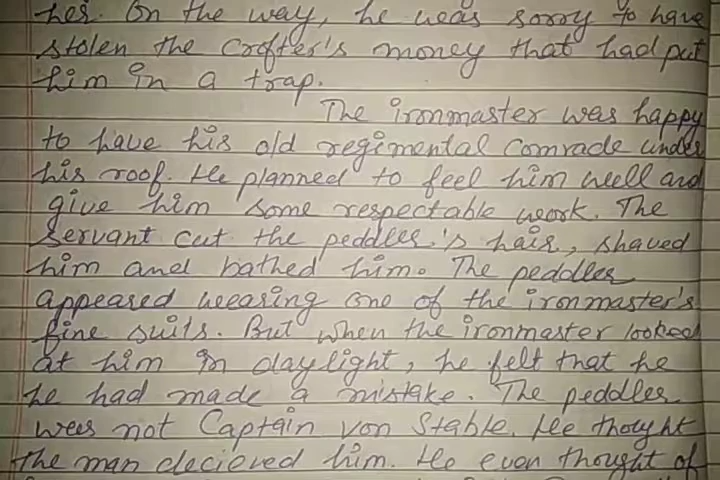 her. On the way, he was sorry to have
stolen the crofter's money that had put
him in a trap.
The ironmaster was happy
to have his old regimental comrade under
his roof. He planned to feel him well and
give him some respectable work. The
servant cut the peddler's hair, shaved
him and bathed him. The peddler
appeared wearing one of the ironmaster's
fine suits. But when the ironmaster looked
at him in daylight, he felt that he
he had made a mistake. The peddler
was not Captain von Stable. He thought
the man decieved him. He even thought of